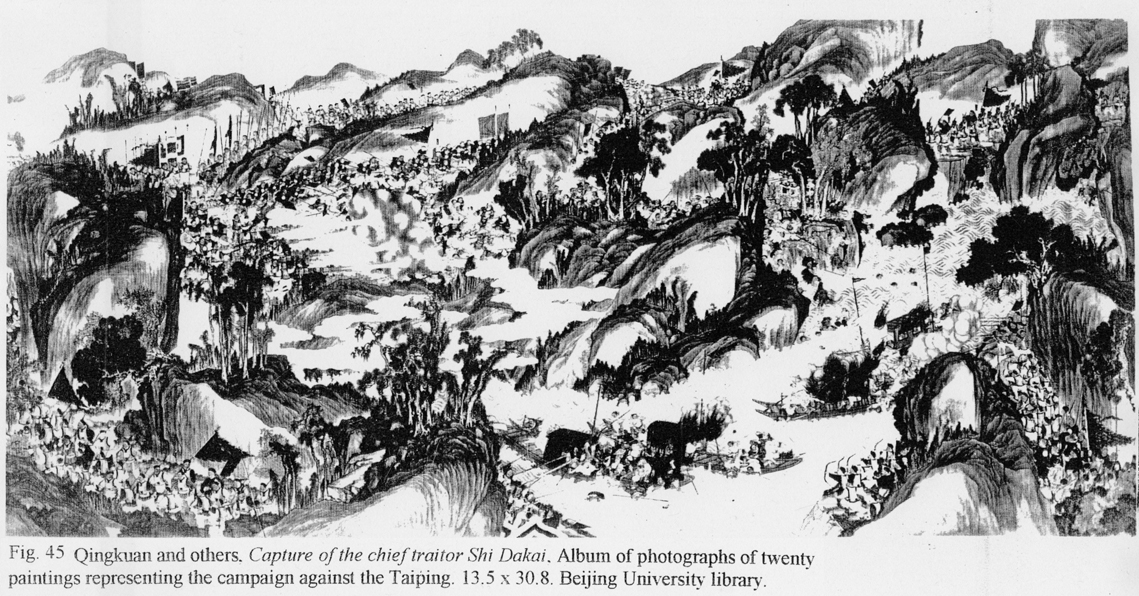 Fig. 45 Qingkuan and others. Capture of the chief traitor Shi Dakai. Album of photographs of twenty
paintings representing the campaign against the Taiping. 13.5 x 30.8. Beijing University library.